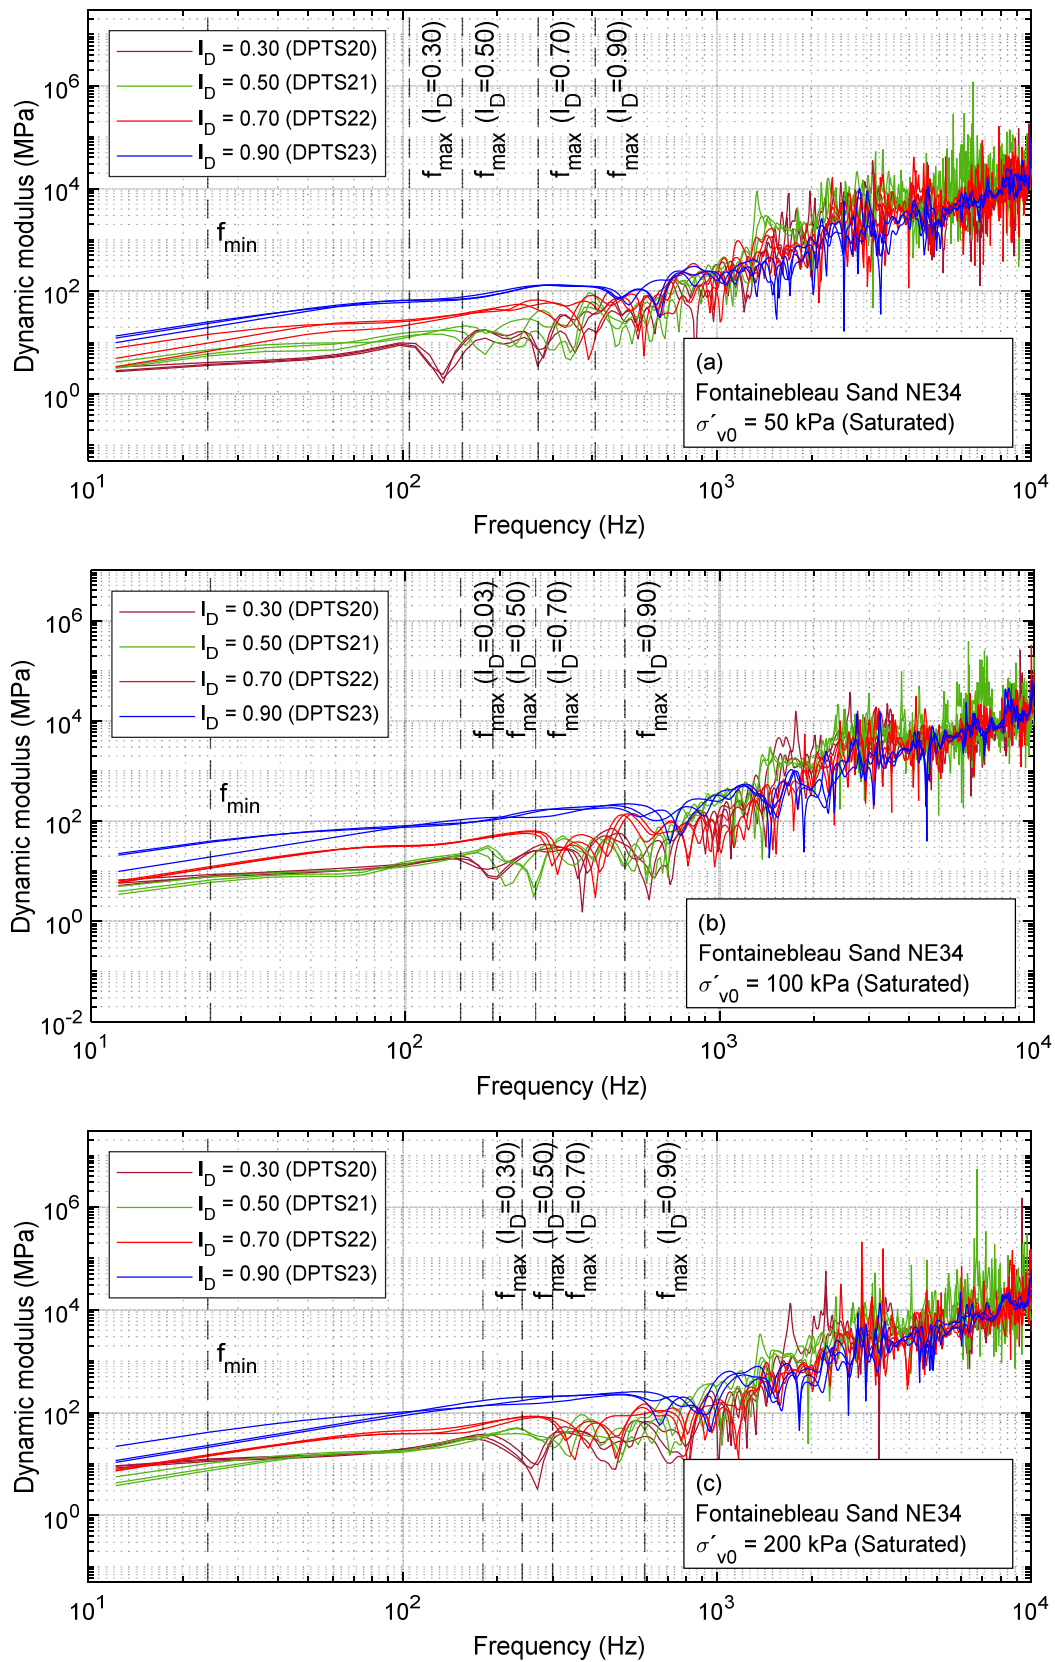 I_D = 0.30 (DPTS20)
I_D = 0.50 (DPTS21)
I_D = 0.70 (DPTS22)
I_D = 0.90 (DPTS23)
f_min
f_max (I_D=0.30)
f_max (I_D=0.50)
f_max (I_D=0.70)
f_max (I_D=0.90)
Dynamic modulus (MPa)
10^6
10^4
10^2
10^0
(a)
Fontainebleau Sand NE34
σ´_v0 = 50 kPa (Saturated)
10^1 10^2 10^3 10^4
Frequency (Hz)
I_D = 0.30 (DPTS20)
I_D = 0.50 (DPTS21)
I_D = 0.70 (DPTS22)
I_D = 0.90 (DPTS23)
f_min
f_max (I_D=0.03)
f_max (I_D=0.50)
f_max (I_D=0.70)
f_max (I_D=0.90)
Dynamic modulus (MPa)
10^6
10^4
10^2
10^0
10^-2
(b)
Fontainebleau Sand NE34
σ´_v0 = 100 kPa (Saturated)
10^1 10^2 10^3 10^4
Frequency (Hz)
I_D = 0.30 (DPTS20)
I_D = 0.50 (DPTS21)
I_D = 0.70 (DPTS22)
I_D = 0.90 (DPTS23)
f_min
f_max (I_D=0.30)
f_max (I_D=0.50)
f_max (I_D=0.70)
f_max (I_D=0.90)
Dynamic modulus (MPa)
10^6
10^4
10^2
10^0
(c)
Fontainebleau Sand NE34
σ´_v0 = 200 kPa (Saturated)
10^1 10^2 10^3 10^4
Frequency (Hz)